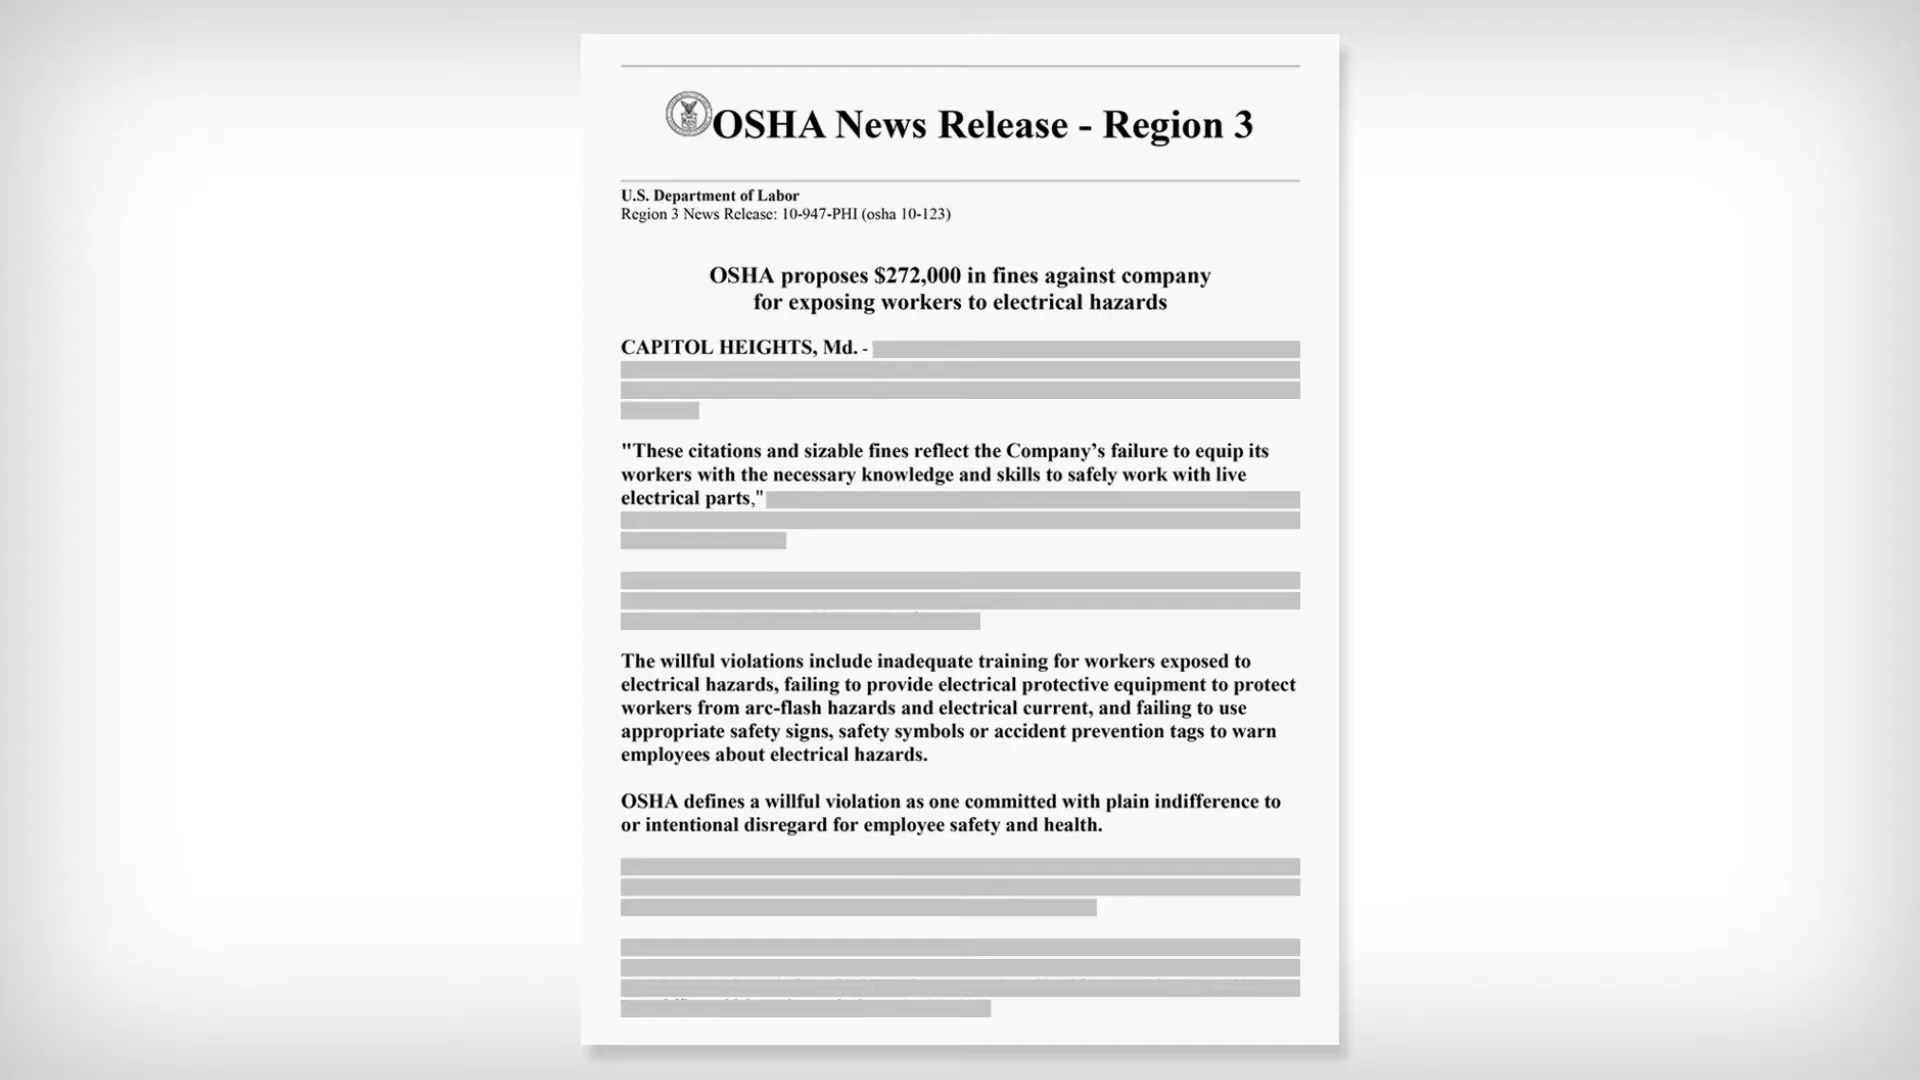 OSHA News Release - Region 3
U.S. Department of Labor
Region 3 News Release: 10-947-PHI (osha 10-123)
OSHA proposes $272,000 in fines against company
for exposing workers to electrical hazards
CAPITOL HEIGHTS, Md. -
"These citations and sizable fines reflect the Company’s failure to equip its
workers with the necessary knowledge and skills to safely work with live
electrical parts,"
The willful violations include inadequate training for workers exposed to
electrical hazards, failing to provide electrical protective equipment to protect
workers from arc-flash hazards and electrical current, and failing to use
appropriate safety signs, safety symbols or accident prevention tags to warn
employees about electrical hazards.
OSHA defines a willful violation as one committed with plain indifference to
or intentional disregard for employee safety and health.